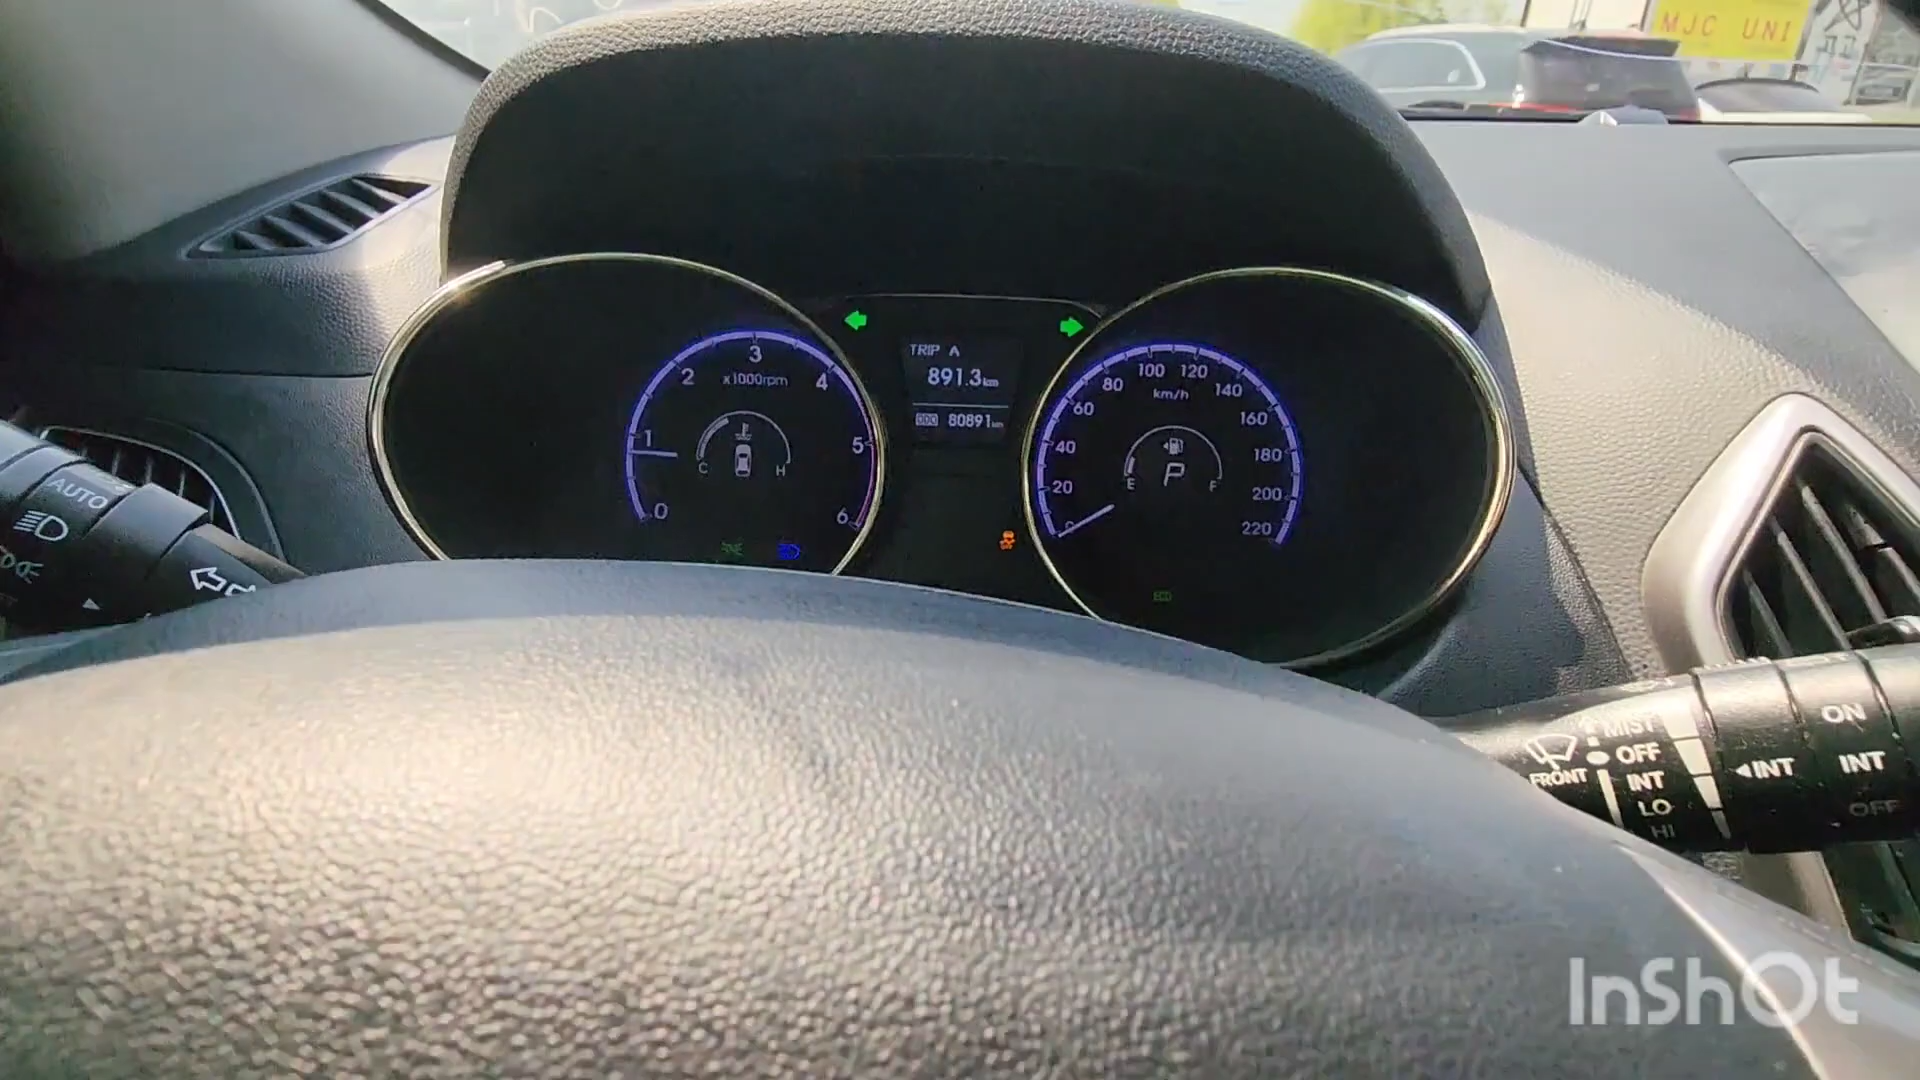 MJC UNI
TRIP A
891.3km
000 80891km
0
1
2
3
4
5
6
x1000rpm
C
H
0
20
40
60
80
100
120
140
160
180
200
220
km/h
P
E
F
ECO
AUTO
FRONT
MIST
OFF
INT
LO
HI
INT
ON
INT
OFF
InShOt